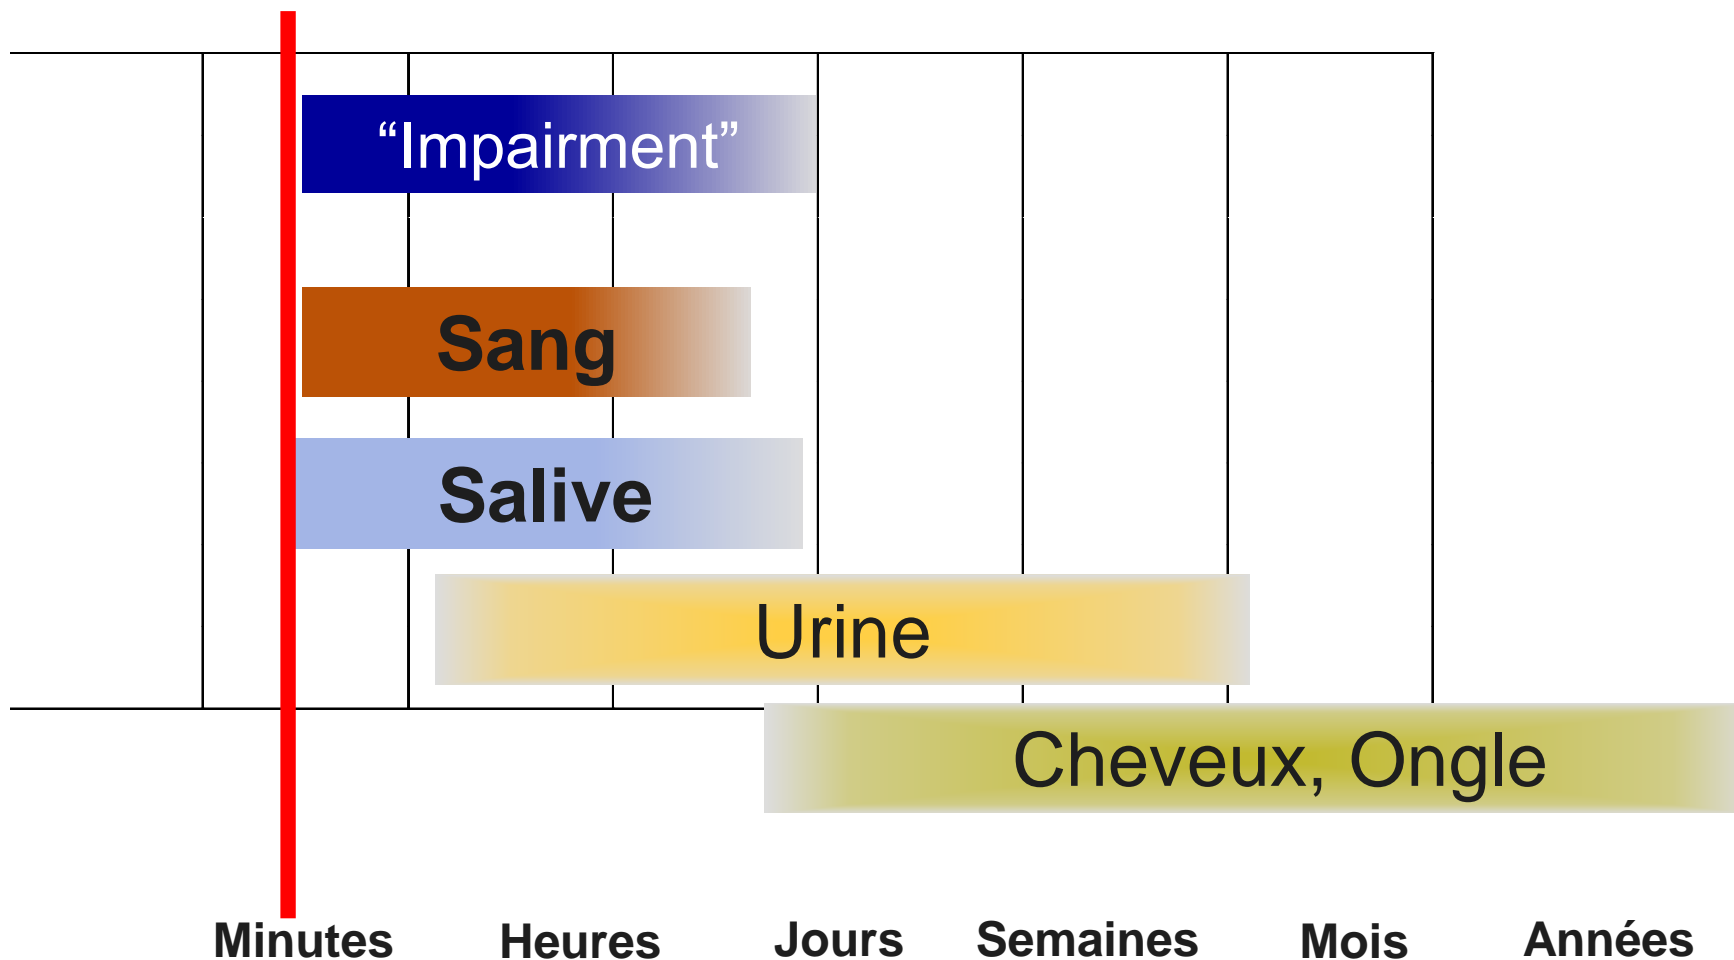 “Impairment”
Sang
Salive
Urine
Cheveux, Ongle
Minutes Heures Jours Semaines Mois Années